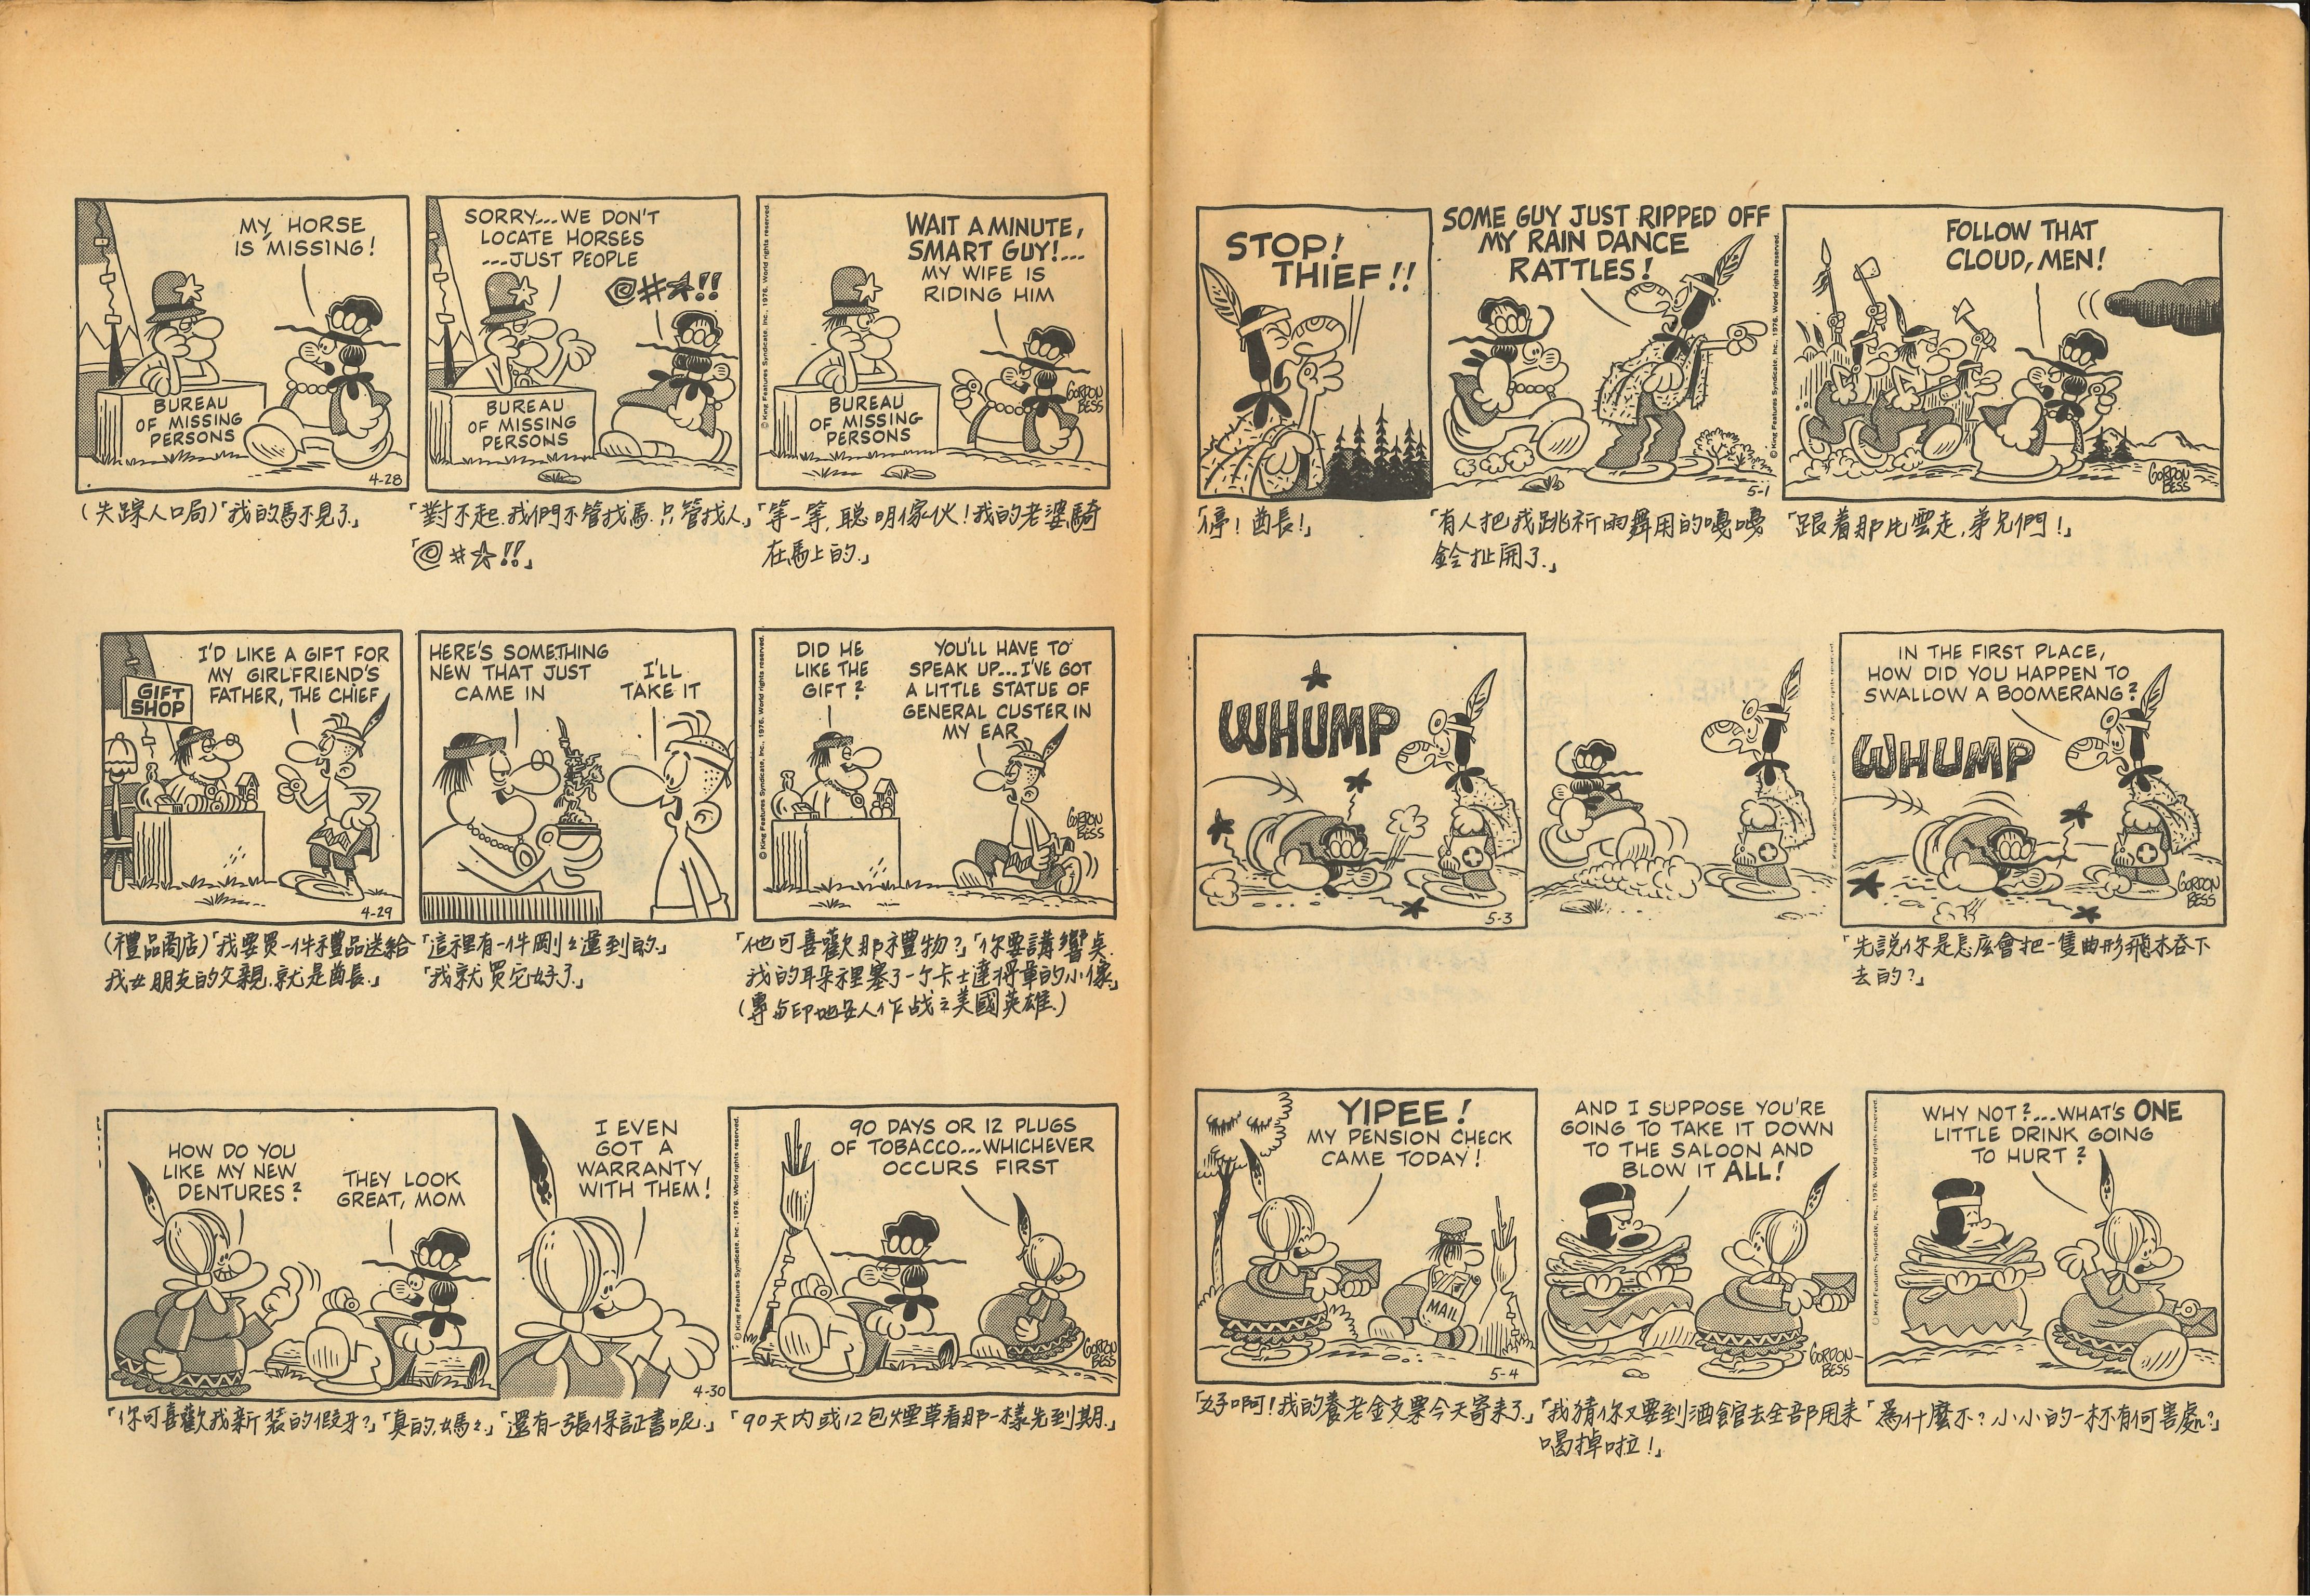 MY HORSE
IS MISSING!
BUREAU
OF MISSING
PERSONS
4-28
SORRY...WE DON'T
LOCATE HORSES
...JUST PEOPLE
@#☆!!
BUREAU
OF MISSING
PERSONS
© King Features Syndicate, Inc., 1976. World rights reserved.
WAIT A MINUTE,
SMART GUY!...
MY WIFE IS
RIDING HIM
BUREAU
OF MISSING
PERSONS
GORDON
BESS
(失踪人口局)「我的馬不見了.」
「對不起.我們不管找馬.只管找人.」
「@#☆!!.」
「等一等,聰明傢伙!我的老婆騎
在馬上的.」
I'D LIKE A GIFT FOR
MY GIRLFRIEND'S
FATHER, THE CHIEF
GIFT
SHOP
4-29
HERE'S SOMETHING
NEW THAT JUST
CAME IN
I'LL
TAKE IT
© King Features Syndicate, Inc., 1976. World rights reserved.
DID HE
LIKE THE
GIFT?
YOU'LL HAVE TO
SPEAK UP...I'VE GOT
A LITTLE STATUE OF
GENERAL CUSTER IN
MY EAR
GORDON
BESS
(禮品商店)「我要買一件禮品送給
我女朋友的父親.就是酋長.」
「這裡有一件剛々運到的.」
「我就買它好了.」
「他可喜歡那禮物?」「你要講響点.
我的耳朵裡塞了一个卡士達將軍的小像.」
(專与印地安人作战之美國英雄.)
HOW DO YOU
LIKE MY NEW
DENTURES?
THEY LOOK
GREAT, MOM
I EVEN
GOT A
WARRANTY
WITH THEM!
4-30
© King Features Syndicate, Inc., 1976. World rights reserved.
90 DAYS OR 12 PLUGS
OF TOBACCO...WHICHEVER
OCCURS FIRST
GORDON
BESS
「你可喜歡我新裝的假牙?」「真的,媽々.」
「還有一張保証書呢.」
「90天内或12包煙草看那一樣先到期.」
STOP!
THIEF!!
SOME GUY JUST RIPPED OFF
MY RAIN DANCE
RATTLES!
5-1
© King Features Syndicate, Inc., 1976. World rights reserved.
FOLLOW THAT
CLOUD, MEN!
GORDON
BESS
「停!酋長!」
「有人把我跳祈雨舞用的嘎嘎
鈴扯開了.」
「跟着那片雲走,弟兄們!」
WHUMP
5-3
IN THE FIRST PLACE,
HOW DID YOU HAPPEN TO
SWALLOW A BOOMERANG?
WHUMP
GORDON
BESS
「先説你是怎庅會把一隻曲形飛木吞下
去的?」
YIPEE!
MY PENSION CHECK
CAME TODAY!
MAIL
5-4
AND I SUPPOSE YOU'RE
GOING TO TAKE IT DOWN
TO THE SALOON AND
BLOW IT ALL!
GORDON
BESS
© King Features Syndicate, Inc., 1976. World rights reserved.
WHY NOT?...WHAT'S ONE
LITTLE DRINK GOING
TO HURT?
「好啊!我的養老金支票今天寄来了.」
「我猜你又要到酒館官去全部用来
喝掉啦!」
「為什麼不?小小的一杯有何害處?」